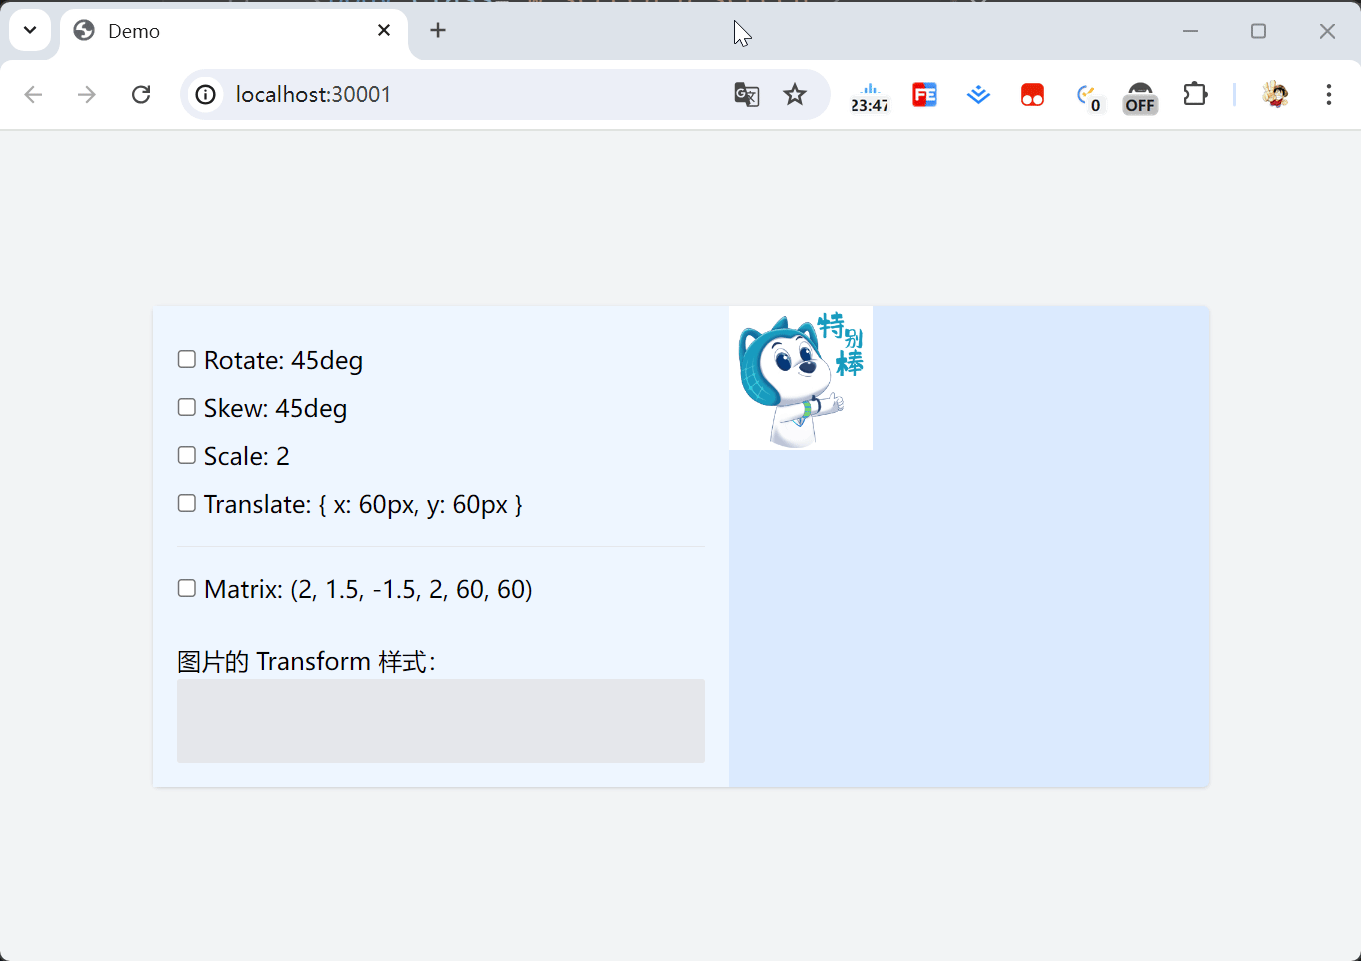 Demo
localhost:30001
23:47
FE
0
OFF
Rotate: 45deg
Skew: 45deg
Scale: 2
Translate: { x: 60px, y: 60px }
Matrix: (2, 1.5, -1.5, 2, 60, 60)
图片的 Transform 样式：
特别棒